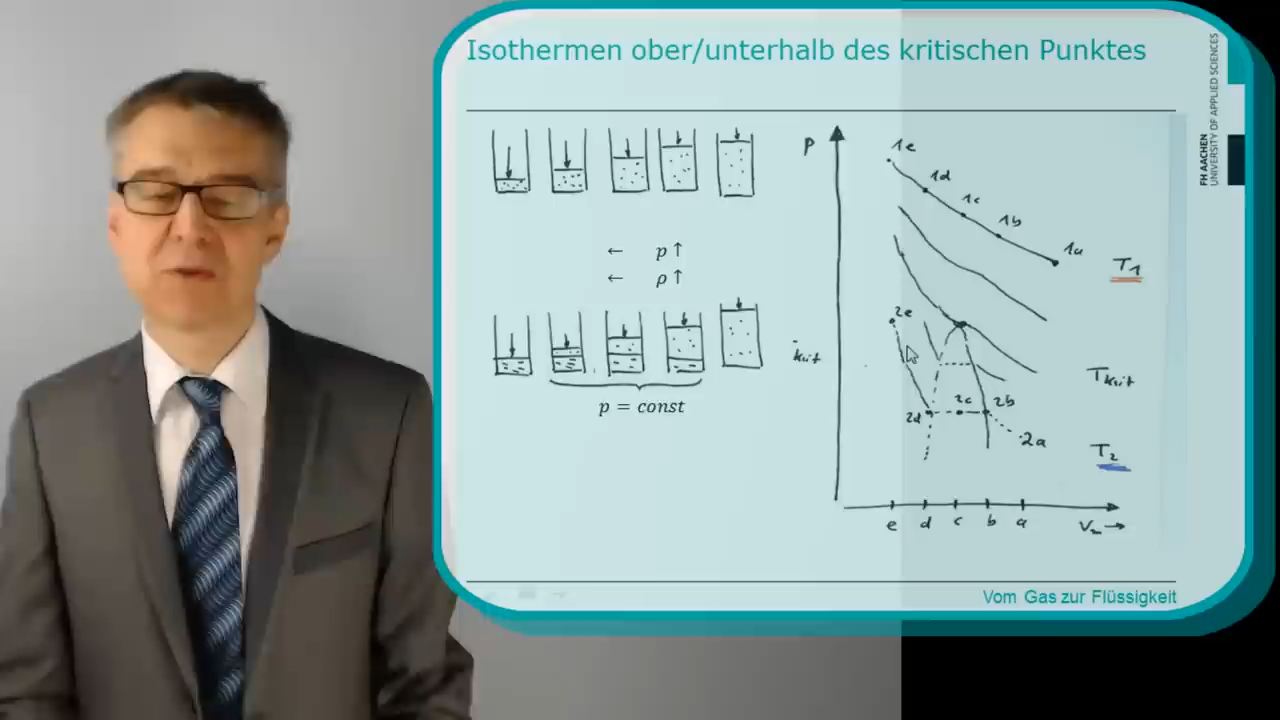 Isothermen ober/unterhalb des kritischen Punktes
FH AACHEN
UNIVERSITY OF APPLIED SCIENCES
← p ↑
← ρ ↑
p = const
P
1e
1d
1c
1b
1a
T₁
2e
krit
Tkrit
2d
2c
2b
2a
T₂
e d c b a
Vm →
Vom Gas zur Flüssigkeit